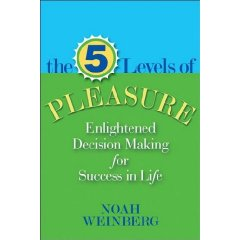 the 5 Levels of
PLEASURE
Enlightened
Decision Making
for
Success in Life
NOAH
WEINBERG